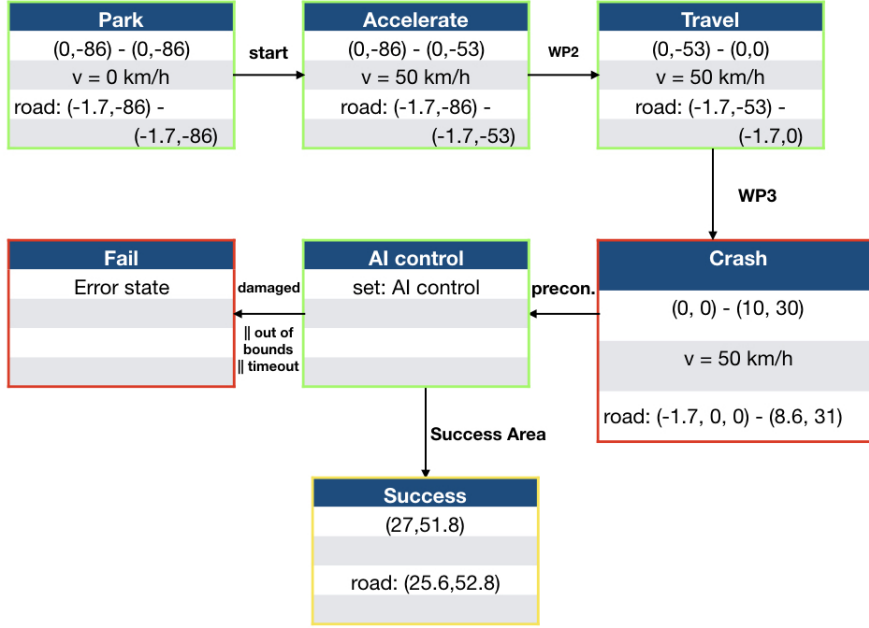 Park
(0,-86) - (0,-86)
v = 0 km/h
road: (-1.7,-86) -
(-1.7,-86)
start
Accelerate
(0,-86) - (0,-53)
v = 50 km/h
road: (-1.7,-86) -
(-1.7,-53)
WP2
Travel
(0,-53) - (0,0)
v = 50 km/h
road: (-1.7,-53) -
(-1.7,0)
WP3
Crash
(0, 0) - (10, 30)
v = 50 km/h
road: (-1.7, 0, 0) - (8.6, 31)
precon.
AI control
set: AI control
damaged
|| out of
bounds
|| timeout
Fail
Error state
Success Area
Success
(27,51.8)
road: (25.6,52.8)